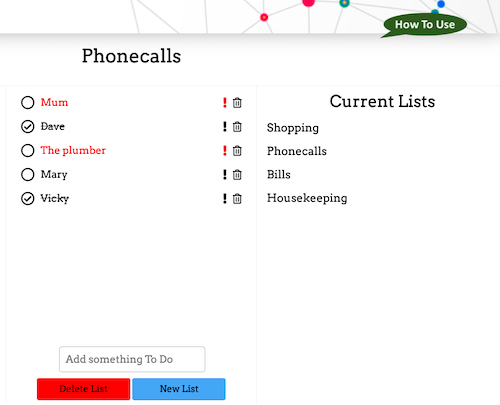 How To Use
Phonecalls
Mum
Dave
The plumber
Mary
Vicky
Add something To Do
Delete List
New List
Current Lists
Shopping
Phonecalls
Bills
Housekeeping